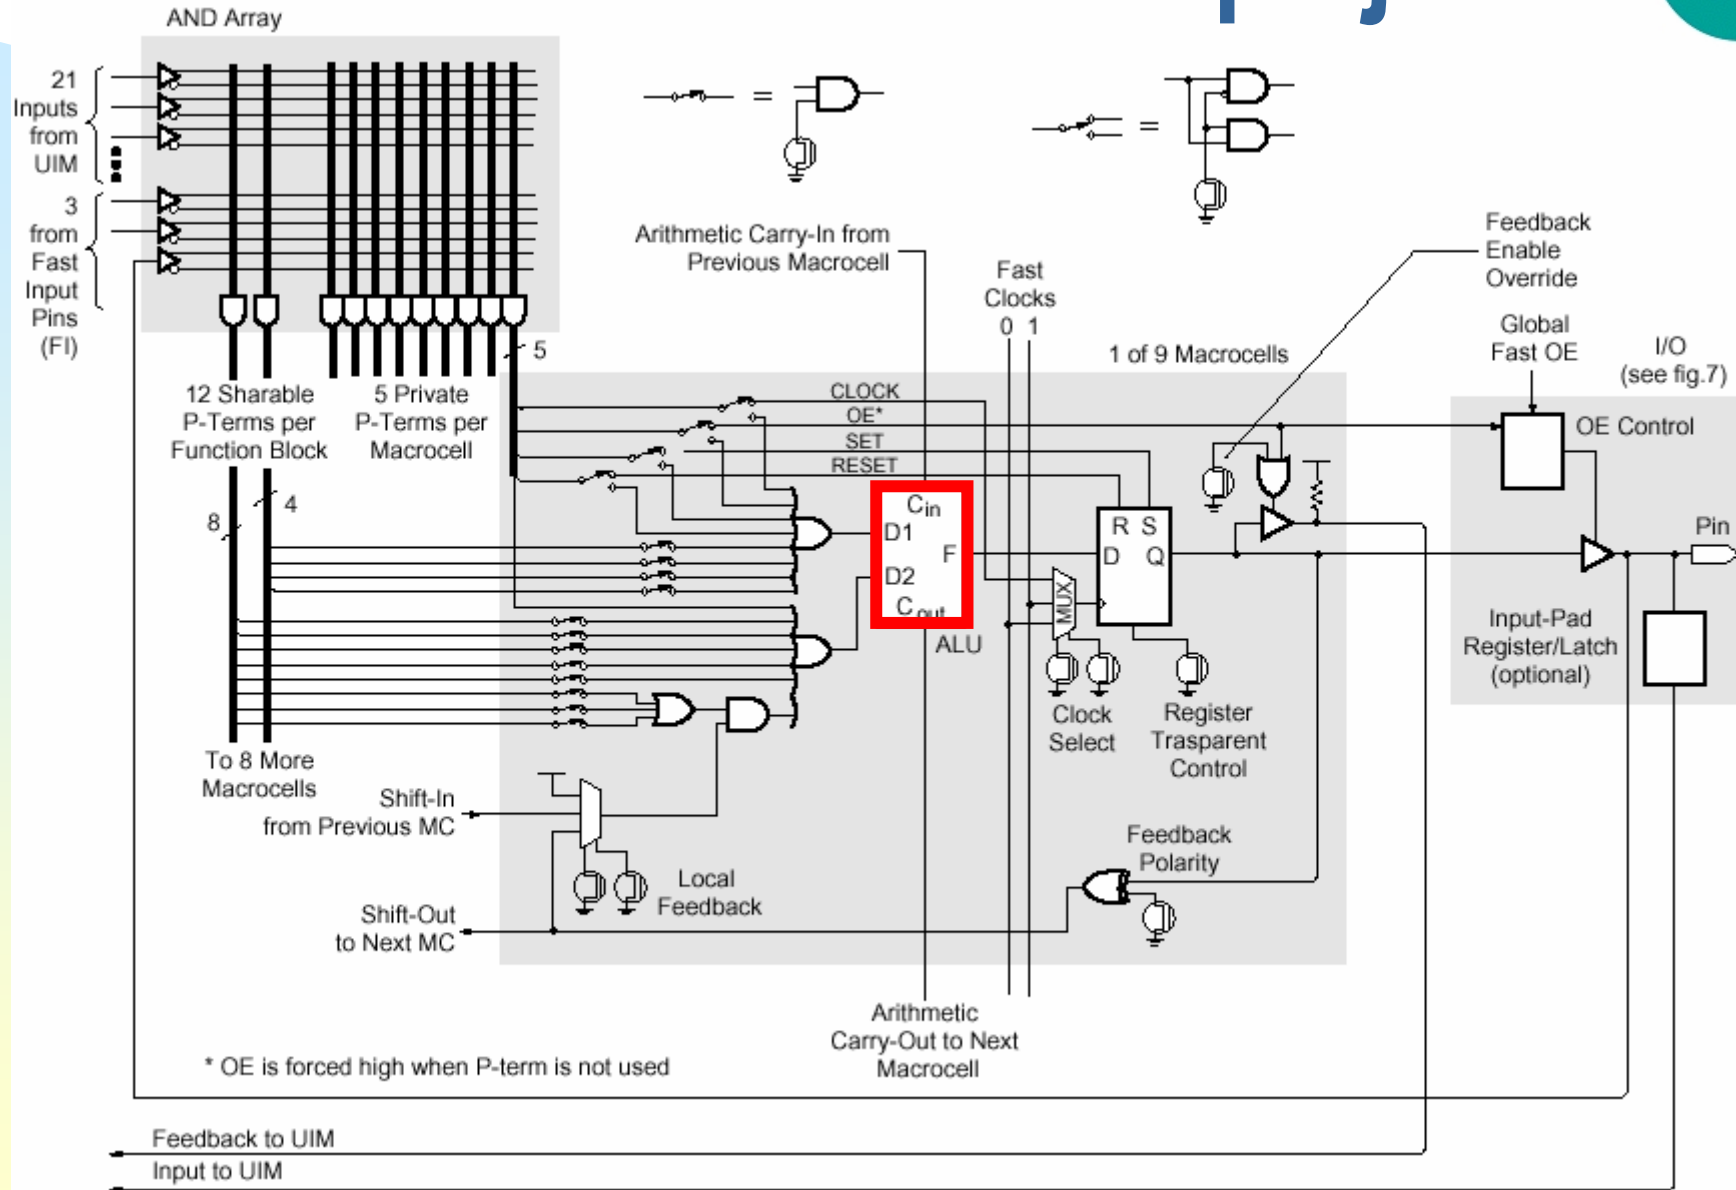 AND Array
21
Inputs
from
UIM
3
from
Fast
Input
Pins
(FI)
5
12 Sharable
P-Terms per
Function Block
5 Private
P-Terms per
Macrocell
8
4
To 8 More
Macrocells
Arithmetic Carry-In from
Previous Macrocell
Fast
Clocks
0 1
1 of 9 Macrocells
Feedback
Enable
Override
Global
Fast OE
I/O
(see fig.7)
OE Control
CLOCK
OE*
SET
RESET
Cin
D1
F
D2
Cout
ALU
R S
D Q
MUX
Pin
Input-Pad
Register/Latch
(optional)
Clock
Select
Register
Trasparent
Control
Shift-In
from Previous MC
Local
Feedback
Feedback
Polarity
Shift-Out
to Next MC
Arithmetic
Carry-Out to Next
Macrocell
* OE is forced high when P-term is not used
Feedback to UIM
Input to UIM